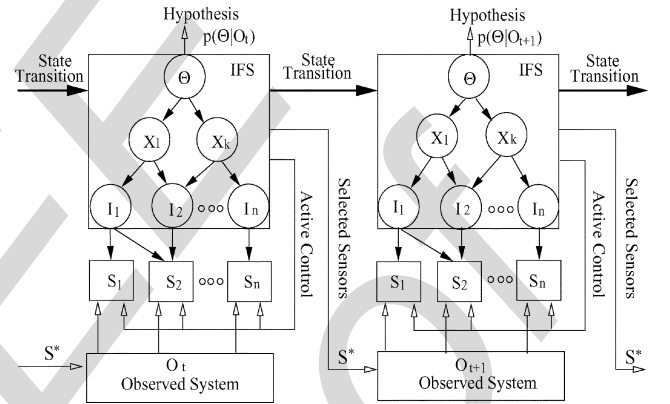 Hypothesis
p(Θ|Ot)
State
Transition
IFS
Θ
X1
Xk
I1
I2
In
S1
S2
Sn
Active Control
Selected Sensors
S*
Ot
Observed System
Hypothesis
p(Θ|Ot+1)
State
Transition
IFS
Θ
X1
Xk
I1
I2
In
S1
S2
Sn
Active Control
Selected Sensors
State
Transition
S*
Ot+1
Observed System
S*